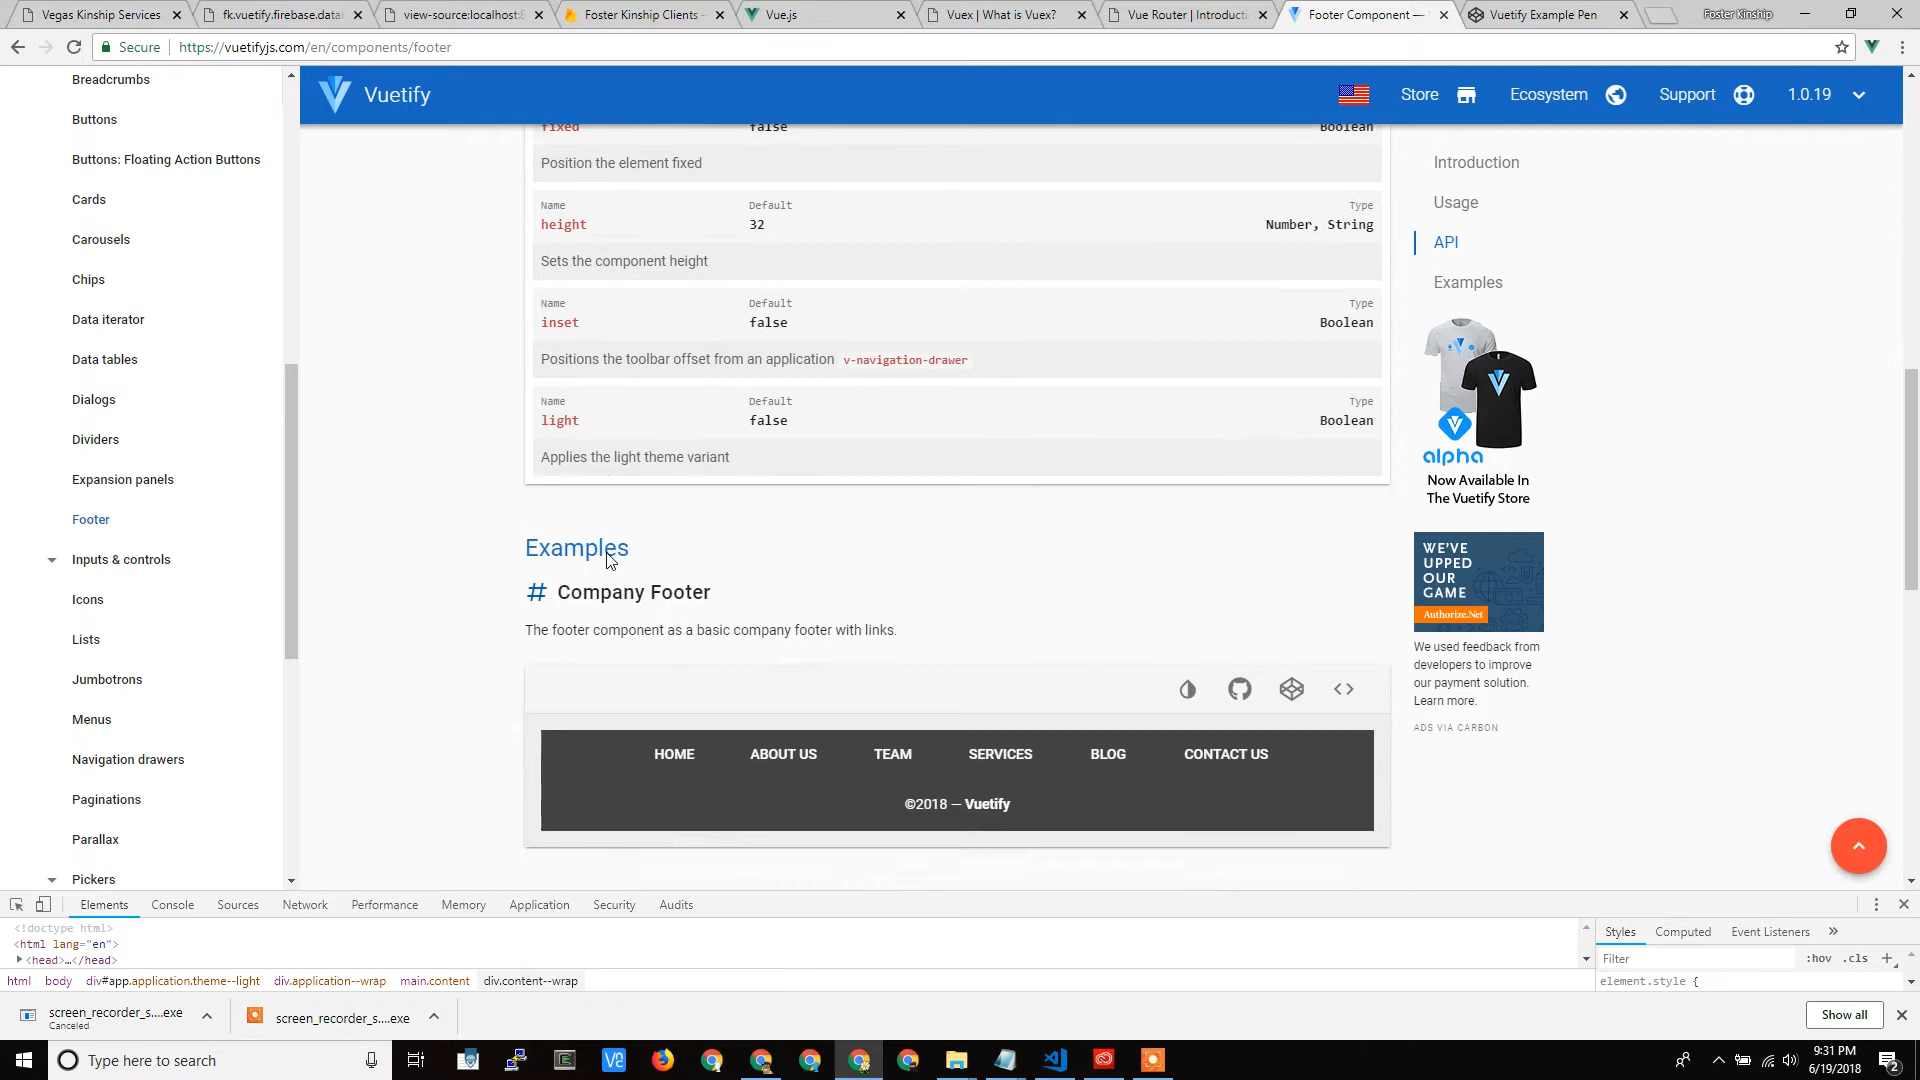 Vegas Kinship Services
fk.vuetify.firebase.data
view-source:localhost:8
Foster Kinship Clients -
Vue.js
Vuex | What is Vuex?
Vue Router | Introducti
Footer Component —
Vuetify Example Pen
Foster Kinship
Secure
https://vuetifyjs.com/en/components/footer
Breadcrumbs
Buttons
Buttons: Floating Action Buttons
Cards
Carousels
Chips
Data iterator
Data tables
Dialogs
Dividers
Expansion panels
Footer
Inputs & controls
Icons
Lists
Jumbotrons
Menus
Navigation drawers
Paginations
Parallax
Pickers
Vuetify
Store
Ecosystem
Support
1.0.19
fixed false Boolean
Position the element fixed
Name Default Type
height 32 Number, String
Sets the component height
Name Default Type
inset false Boolean
Positions the toolbar offset from an application v-navigation-drawer
Name Default Type
light false Boolean
Applies the light theme variant
Examples
# Company Footer
The footer component as a basic company footer with links.
HOME ABOUT US TEAM SERVICES BLOG CONTACT US
©2018 — Vuetify
Introduction
Usage
API
Examples
alpha
Now Available In
The Vuetify Store
WE'VE
UPPED
OUR
GAME
Authorize.Net
We used feedback from
developers to improve
our payment solution.
Learn more.
ADS VIA CARBON
Elements Console Sources Network Performance Memory Application Security Audits
<!doctype html>
<html lang="en">
<head>…</head>
html body div#app.application.theme--light div.application--wrap main.content div.content--wrap
Styles Computed Event Listeners »
Filter :hov .cls +
element.style {
screen_recorder_s....exe
Canceled
screen_recorder_s....exe
Show all
Type here to search
9:31 PM
6/19/2018
2